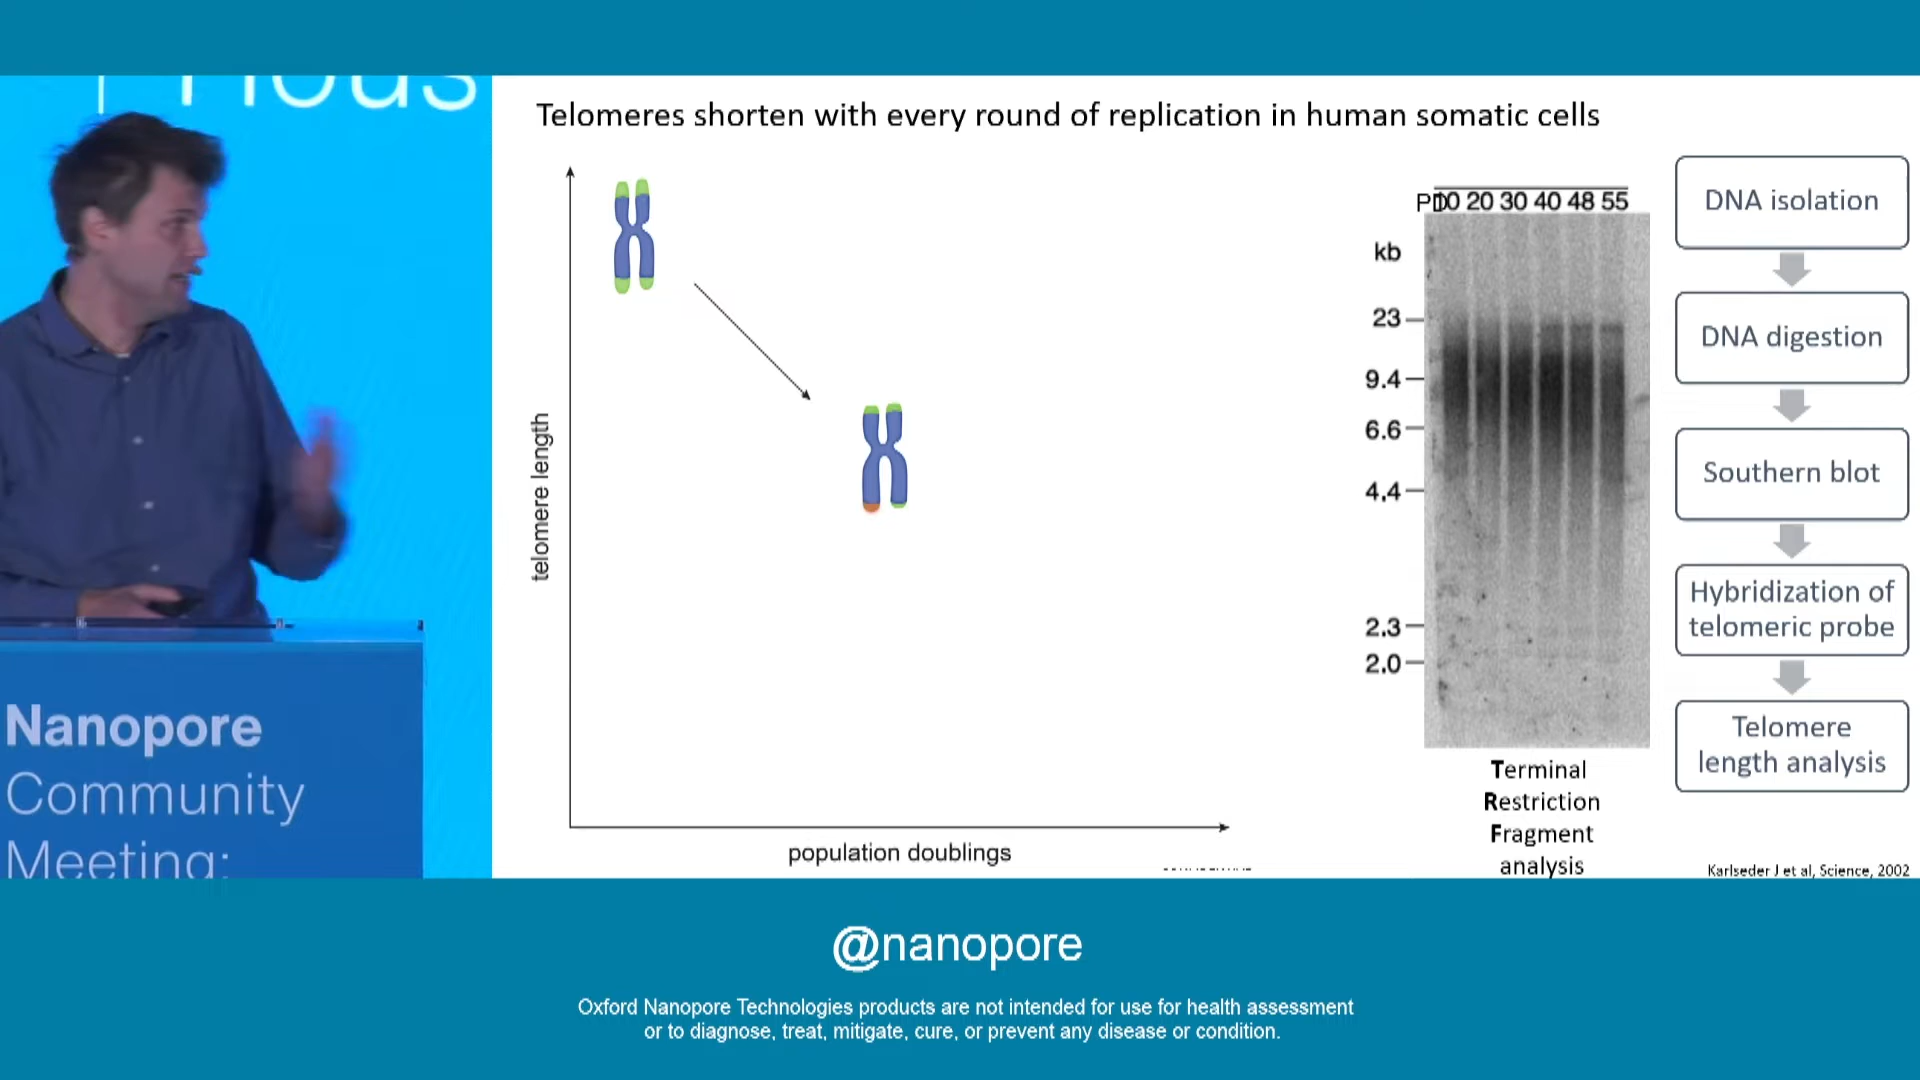 Hous
Nanopore
Community
Meeting:
Telomeres shorten with every round of replication in human somatic cells
telomere length
population doublings
PD 10 20 30 40 48 55
kb
23
9.4
6.6
4.4
2.3
2.0
Terminal
Restriction
Fragment
analysis
DNA isolation
DNA digestion
Southern blot
Hybridization of
telomeric probe
Telomere
length analysis
Karlseder J et al, Science, 2002
@nanopore
Oxford Nanopore Technologies products are not intended for use for health assessment
or to diagnose, treat, mitigate, cure, or prevent any disease or condition.